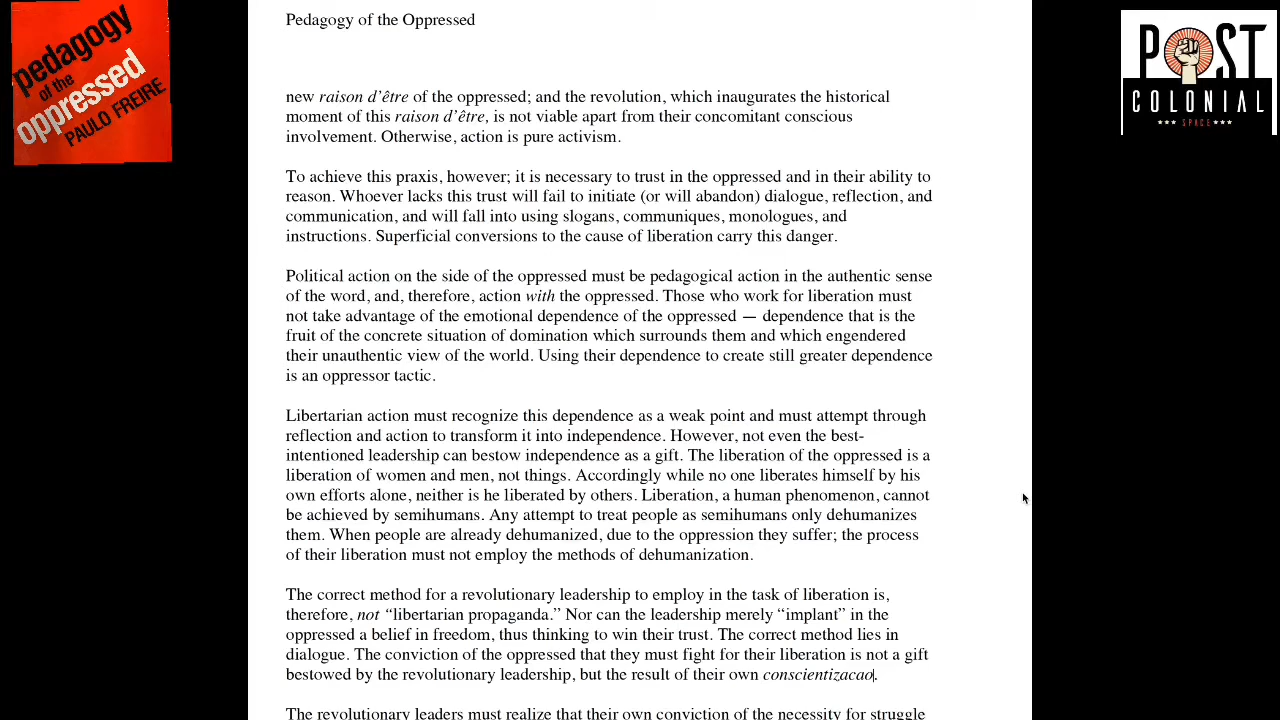 pedagogy
of the
oppressed
PAULO FREIRE
Pedagogy of the Oppressed
POST
COLONIAL
SPACE
new raison d’être of the oppressed; and the revolution, which inaugurates the historical
moment of this raison d’être, is not viable apart from their concomitant conscious
involvement. Otherwise, action is pure activism.
To achieve this praxis, however; it is necessary to trust in the oppressed and in their ability to
reason. Whoever lacks this trust will fail to initiate (or will abandon) dialogue, reflection, and
communication, and will fall into using slogans, communiques, monologues, and
instructions. Superficial conversions to the cause of liberation carry this danger.
Political action on the side of the oppressed must be pedagogical action in the authentic sense
of the word, and, therefore, action with the oppressed. Those who work for liberation must
not take advantage of the emotional dependence of the oppressed — dependence that is the
fruit of the concrete situation of domination which surrounds them and which engendered
their unauthentic view of the world. Using their dependence to create still greater dependence
is an oppressor tactic.
Libertarian action must recognize this dependence as a weak point and must attempt through
reflection and action to transform it into independence. However, not even the best-
intentioned leadership can bestow independence as a gift. The liberation of the oppressed is a
liberation of women and men, not things. Accordingly while no one liberates himself by his
own efforts alone, neither is he liberated by others. Liberation, a human phenomenon, cannot
be achieved by semihumans. Any attempt to treat people as semihumans only dehumanizes
them. When people are already dehumanized, due to the oppression they suffer; the process
of their liberation must not employ the methods of dehumanization.
The correct method for a revolutionary leadership to employ in the task of liberation is,
therefore, not “libertarian propaganda.” Nor can the leadership merely “implant” in the
oppressed a belief in freedom, thus thinking to win their trust. The correct method lies in
dialogue. The conviction of the oppressed that they must fight for their liberation is not a gift
bestowed by the revolutionary leadership, but the result of their own conscientizacao.
The revolutionary leaders must realize that their own conviction of the necessity for struggle